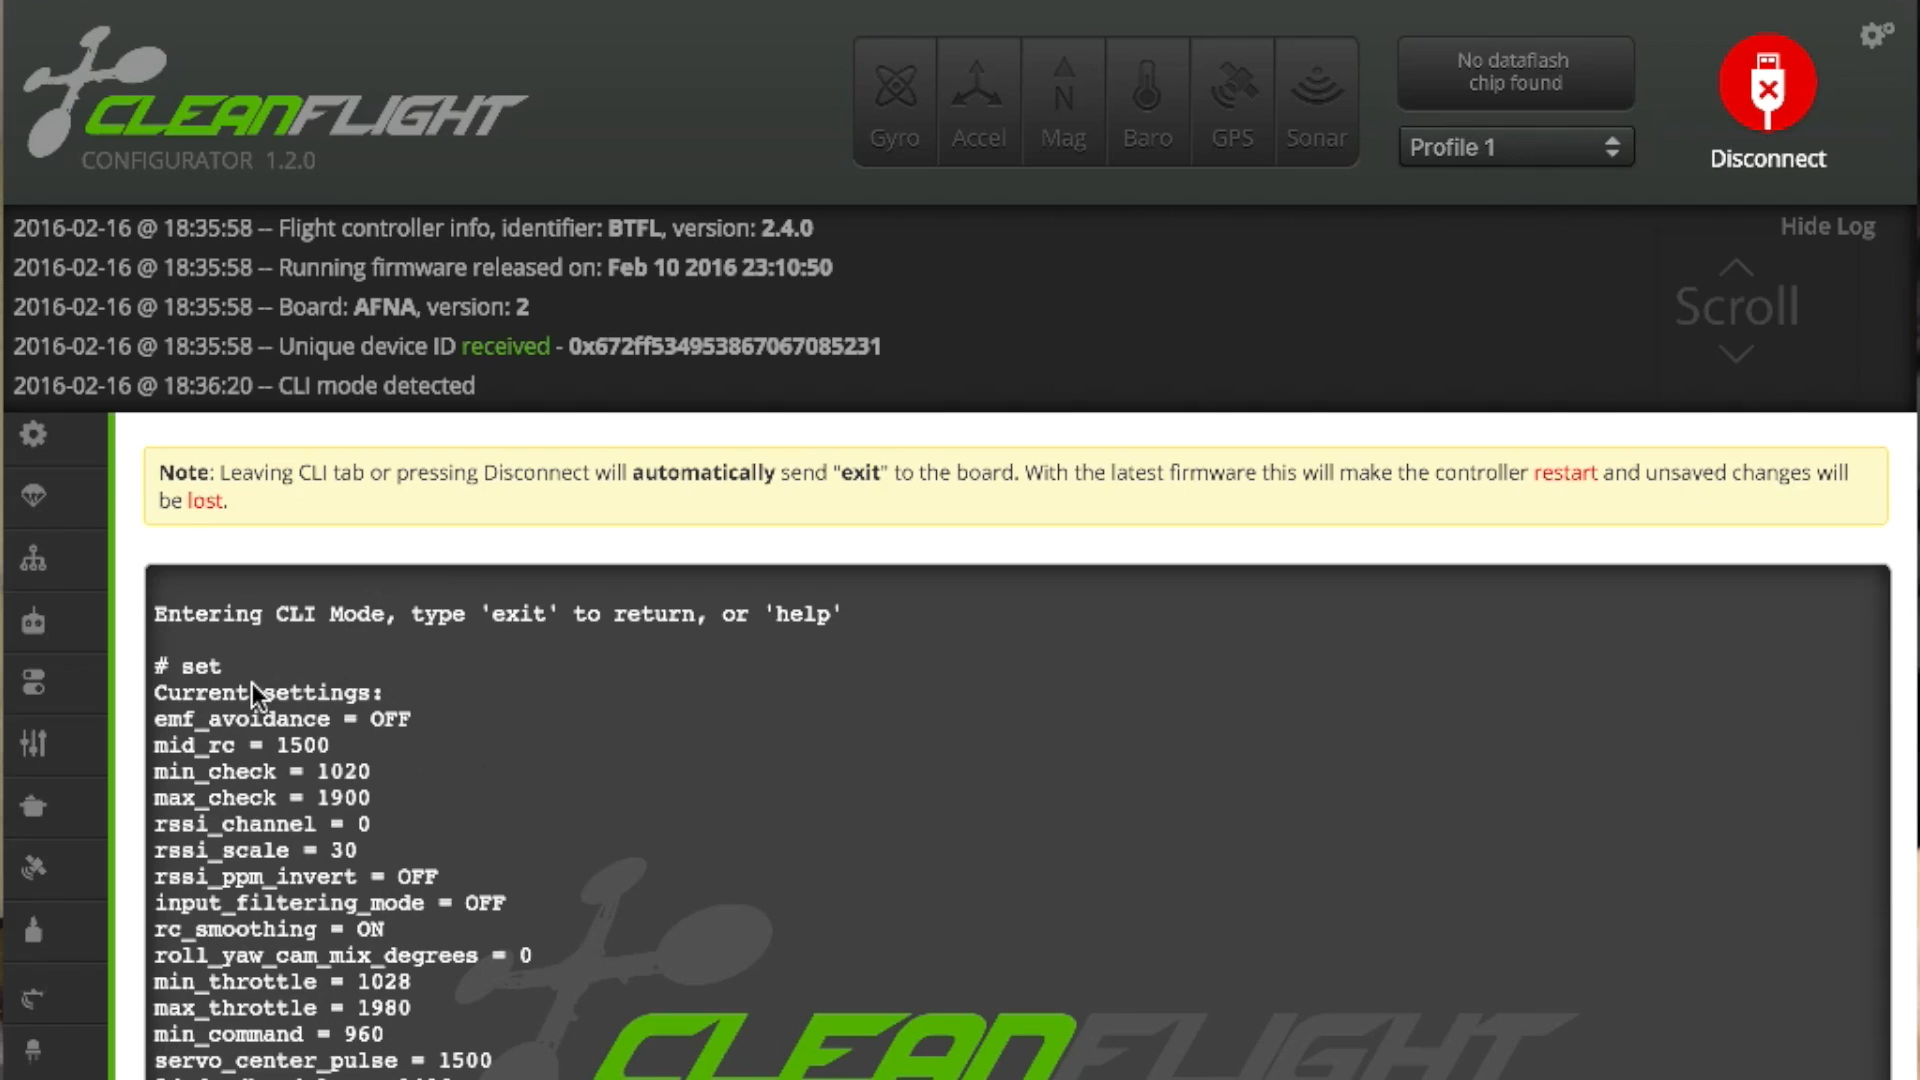 CLEANFLIGHT
CONFIGURATOR 1.2.0
Gyro
Accel
Mag
Baro
GPS
Sonar
No dataflash
chip found
Profile 1
Disconnect
2016-02-16 @ 18:35:58 -- Flight controller info, identifier: BTFL, version: 2.4.0
2016-02-16 @ 18:35:58 -- Running firmware released on: Feb 10 2016 23:10:50
2016-02-16 @ 18:35:58 -- Board: AFNA, version: 2
2016-02-16 @ 18:35:58 -- Unique device ID received - 0x672ff534953867067085231
2016-02-16 @ 18:36:20 -- CLI mode detected
Hide Log
Scroll
Note: Leaving CLI tab or pressing Disconnect will automatically send "exit" to the board. With the latest firmware this will make the controller restart and unsaved changes will
be lost.
Entering CLI Mode, type 'exit' to return, or 'help'
# set
Current settings:
emf_avoidance = OFF
mid_rc = 1500
min_check = 1020
max_check = 1900
rssi_channel = 0
rssi_scale = 30
rssi_ppm_invert = OFF
input_filtering_mode = OFF
rc_smoothing = ON
roll_yaw_cam_mix_degrees = 0
min_throttle = 1028
max_throttle = 1980
min_command = 960
servo_center_pulse = 1500
CLEANFLIGHT